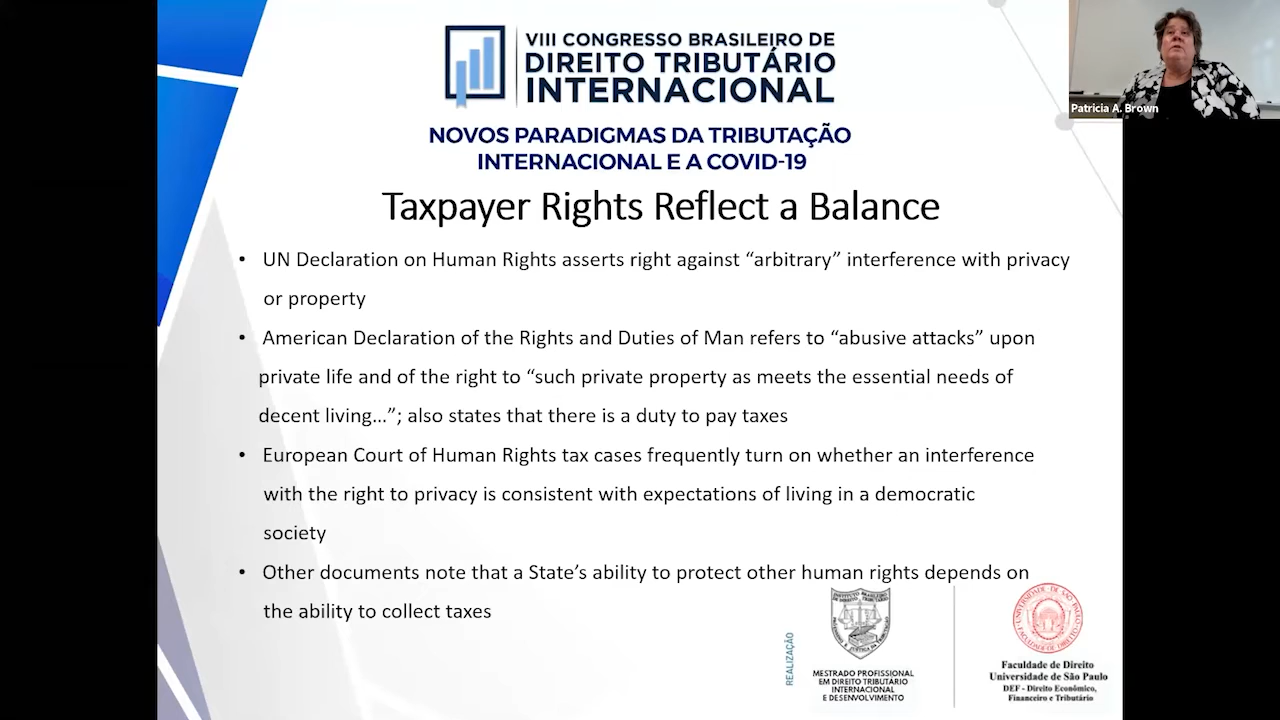 VIII CONGRESSO BRASILEIRO DE
DIREITO TRIBUTÁRIO
INTERNACIONAL
NOVOS PARADIGMAS DA TRIBUTAÇÃO
INTERNACIONAL E A COVID-19
Patricia A. Brown
Taxpayer Rights Reflect a Balance
• UN Declaration on Human Rights asserts right against “arbitrary” interference with privacy
or property
• American Declaration of the Rights and Duties of Man refers to “abusive attacks” upon
private life and of the right to “such private property as meets the essential needs of
decent living...”; also states that there is a duty to pay taxes
• European Court of Human Rights tax cases frequently turn on whether an interference
with the right to privacy is consistent with expectations of living in a democratic
society
• Other documents note that a State’s ability to protect other human rights depends on
the ability to collect taxes
REALIZAÇÃO
INSTITUTO BRASILEIRO
DE DIREITO TRIBUTÁRIO
MESTRADO PROFISSIONAL
EM DIREITO TRIBUTÁRIO
INTERNACIONAL
E DESENVOLVIMENTO
Faculdade de Direito
Universidade de São Paulo
DEF - Direito Econômico,
Financeiro e Tributário